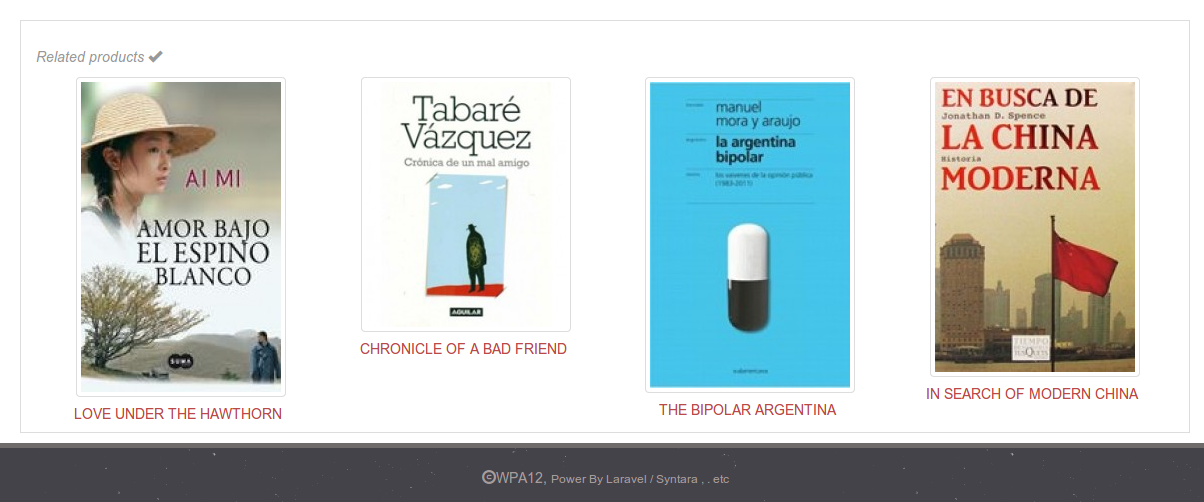 Related products
AI MI
AMOR BAJO
EL ESPINO
BLANCO
SUMA
LOVE UNDER THE HAWTHORN
Tabaré
Vázquez
Crónica de un mal amigo
AGUILAR
CHRONICLE OF A BAD FRIEND
manuel
mora y araujo
la argentina
bipolar
los vaivenes de la opinión pública
(1983-2011)
sudamericana
THE BIPOLAR ARGENTINA
EN BUSCA DE
Jonathan D. Spence
LA CHINA
Historia
MODERNA
TIEMPO
TUSQUETS
IN SEARCH OF MODERN CHINA
©WPA12, Power By Laravel / Syntara , . etc